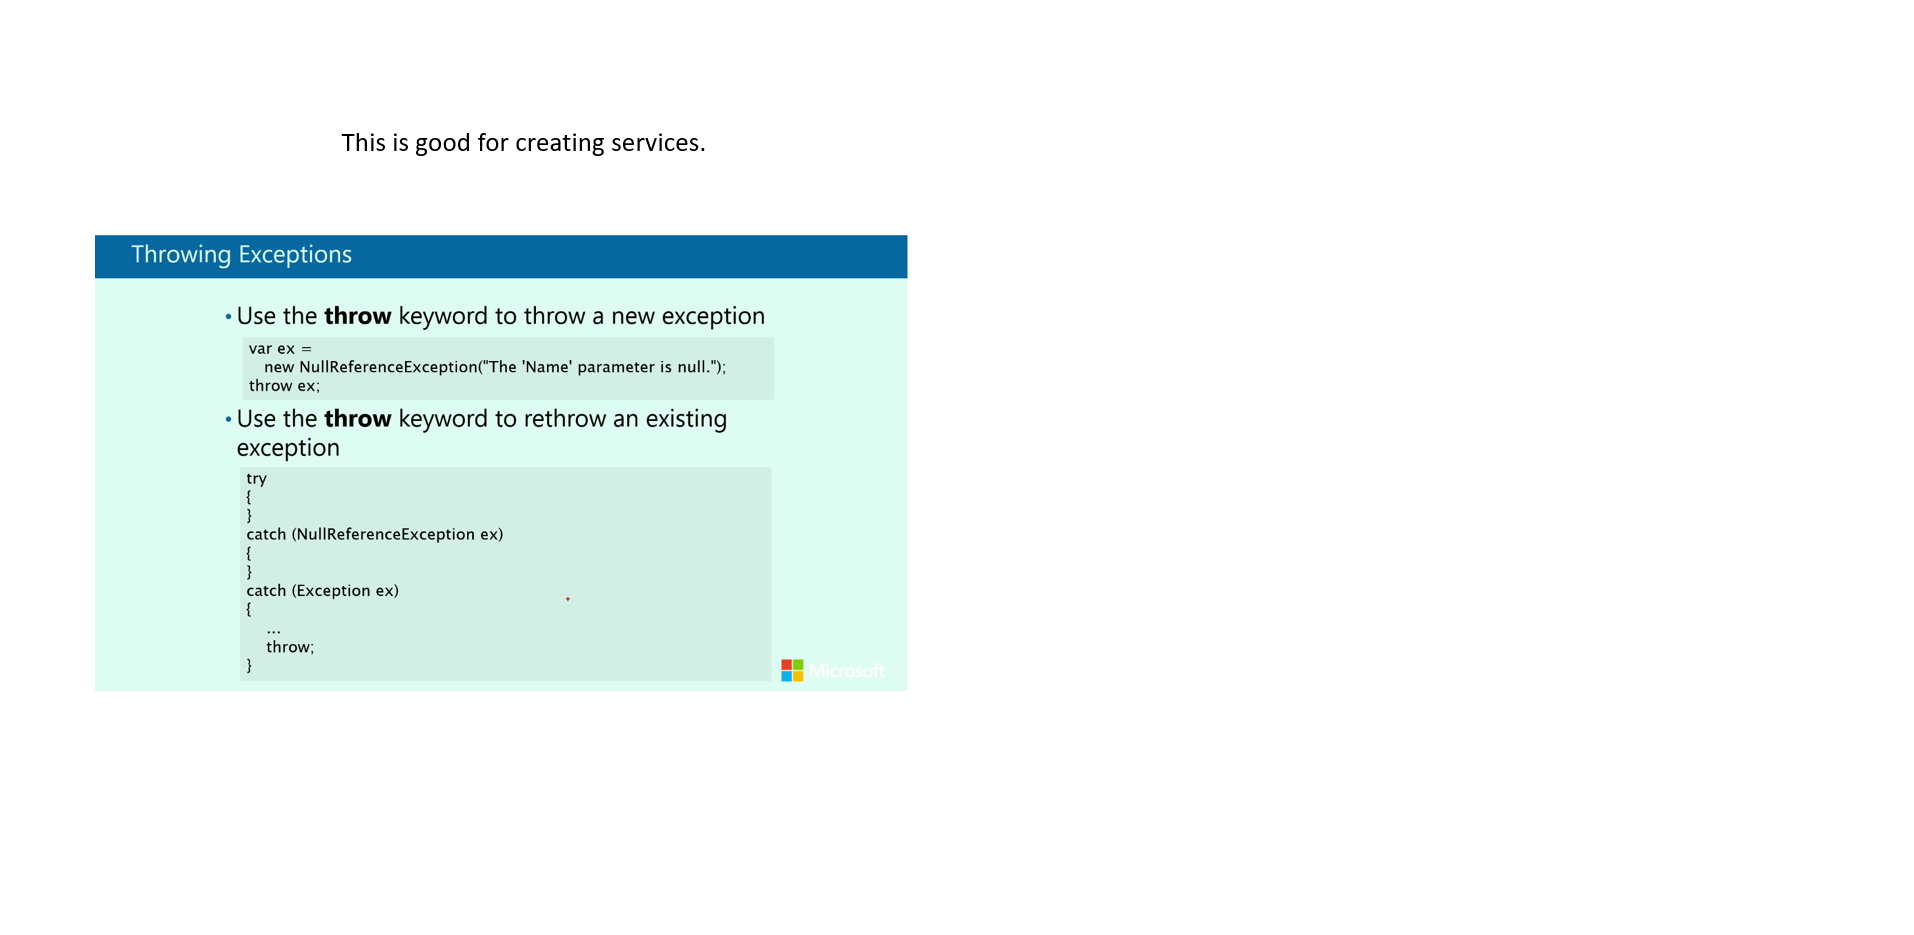 This is good for creating services.
Throwing Exceptions
• Use the throw keyword to throw a new exception
var ex =
new NullReferenceException("The 'Name' parameter is null.");
throw ex;
• Use the throw keyword to rethrow an existing
exception
try
{
}
catch (NullReferenceException ex)
{
}
catch (Exception ex)
{
...
throw;
}
Microsoft